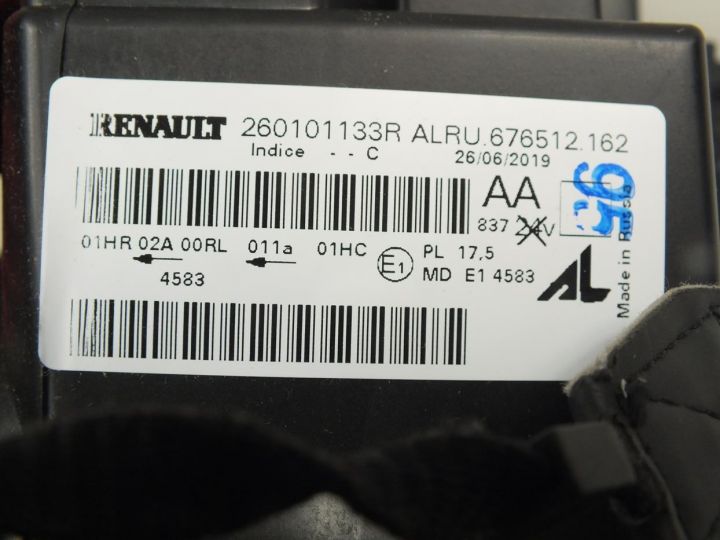 RENAULT 260101133R ALRU.676512.162
Indice - - C 26/06/2019
AA
837 24V
95
01HR 02A 00RL 011a 01HC E1 PL 17,5
4583 MD E1 4583
AL
Made in Russia